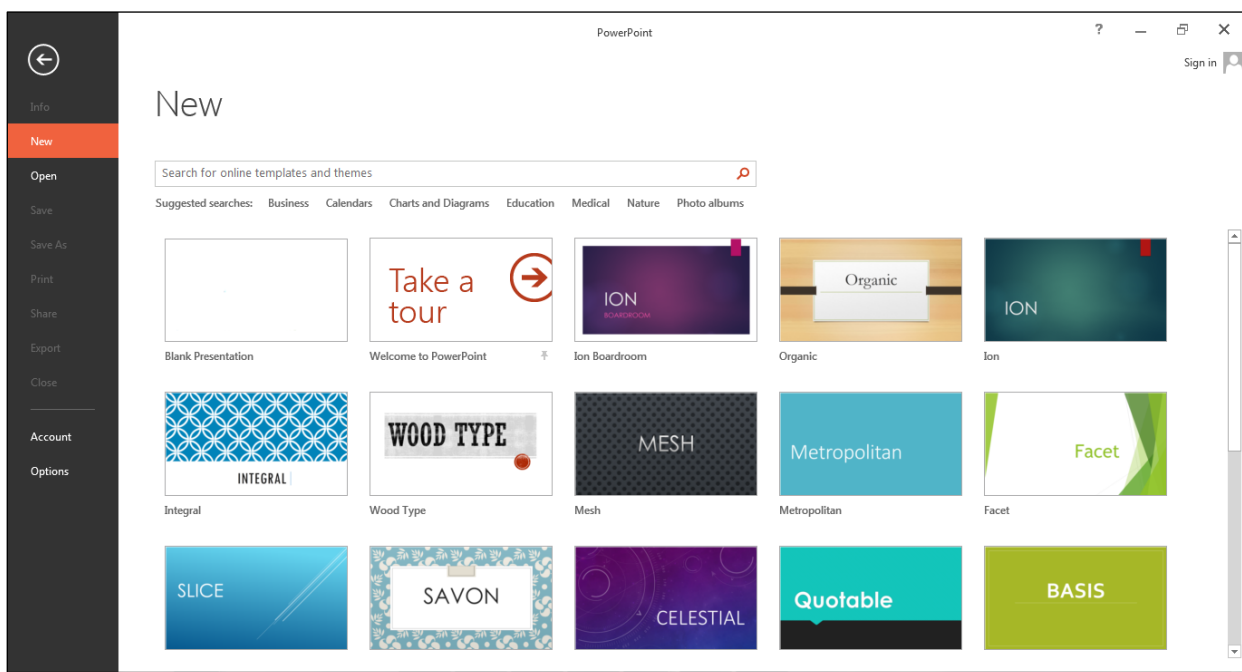 PowerPoint
?
Sign in
Info
New
Open
Save
Save As
Print
Share
Export
Close
Account
Options
New
Search for online templates and themes
Suggested searches: Business Calendars Charts and Diagrams Education Medical Nature Photo albums
Take a
tour
ION
BOARDROOM
Organic
ION
Blank Presentation
Welcome to PowerPoint
Ion Boardroom
Organic
Ion
INTEGRAL
WOOD TYPE
MESH
Metropolitan
Facet
Integral
Wood Type
Mesh
Metropolitan
Facet
SLICE
SAVON
CELESTIAL
Quotable
BASIS